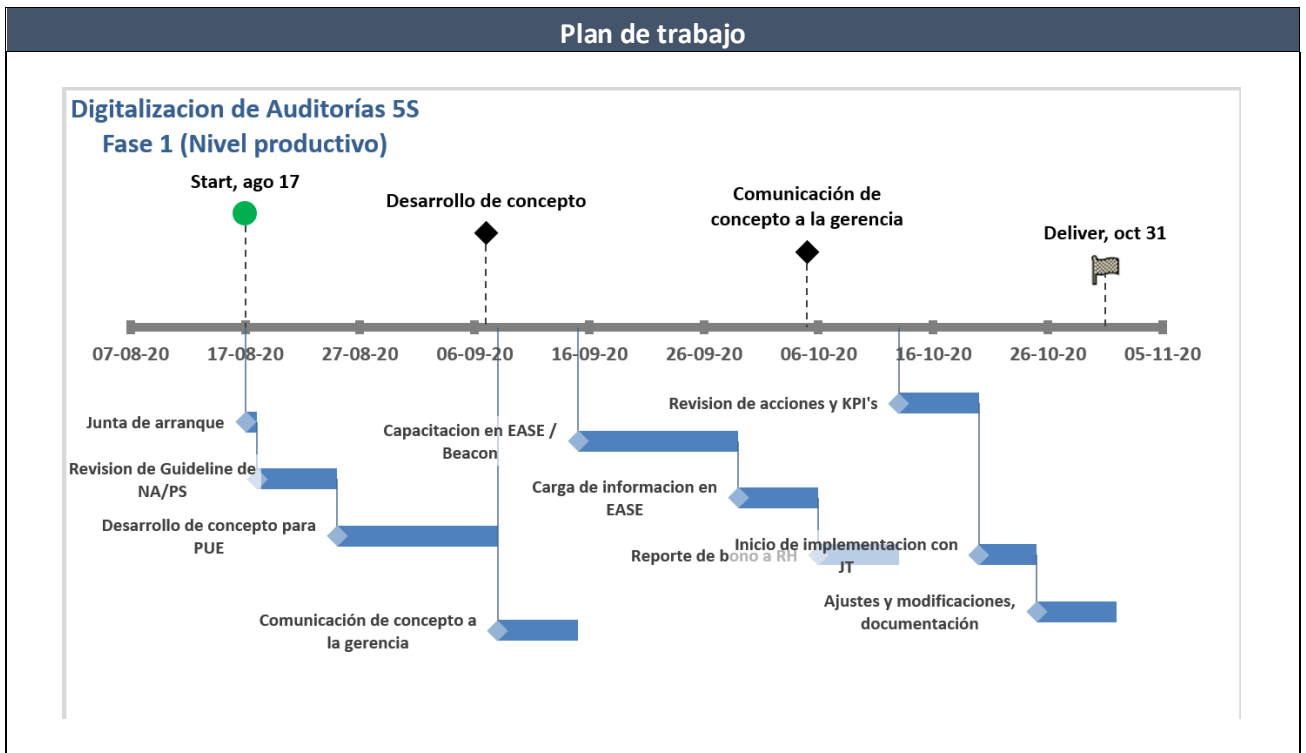 Plan de trabajo
Digitalizacion de Auditorías 5S
Fase 1 (Nivel productivo)
Start, ago 17
Desarrollo de concepto
Comunicación de
concepto a la gerencia
Deliver, oct 31
07-08-20
17-08-20
27-08-20
06-09-20
16-09-20
26-09-20
06-10-20
16-10-20
26-10-20
05-11-20
Junta de arranque
Revision de Guideline de
NA/PS
Desarrollo de concepto para
PUE
Comunicación de concepto a
la gerencia
Capacitacion en EASE /
Beacon
Carga de informacion en
EASE
Reporte de bono a RH
Revision de acciones y KPI's
Inicio de implementacion con
JT
Ajustes y modificaciones,
documentación